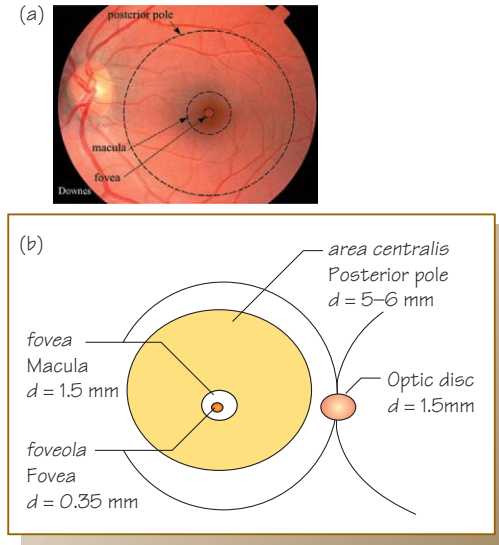 (a)
posterior pole
macula
fovea
Downes
(b)
area centralis
Posterior pole
d = 5–6 mm
fovea
Macula
d = 1.5 mm
Optic disc
d = 1.5mm
foveola
Fovea
d = 0.35 mm